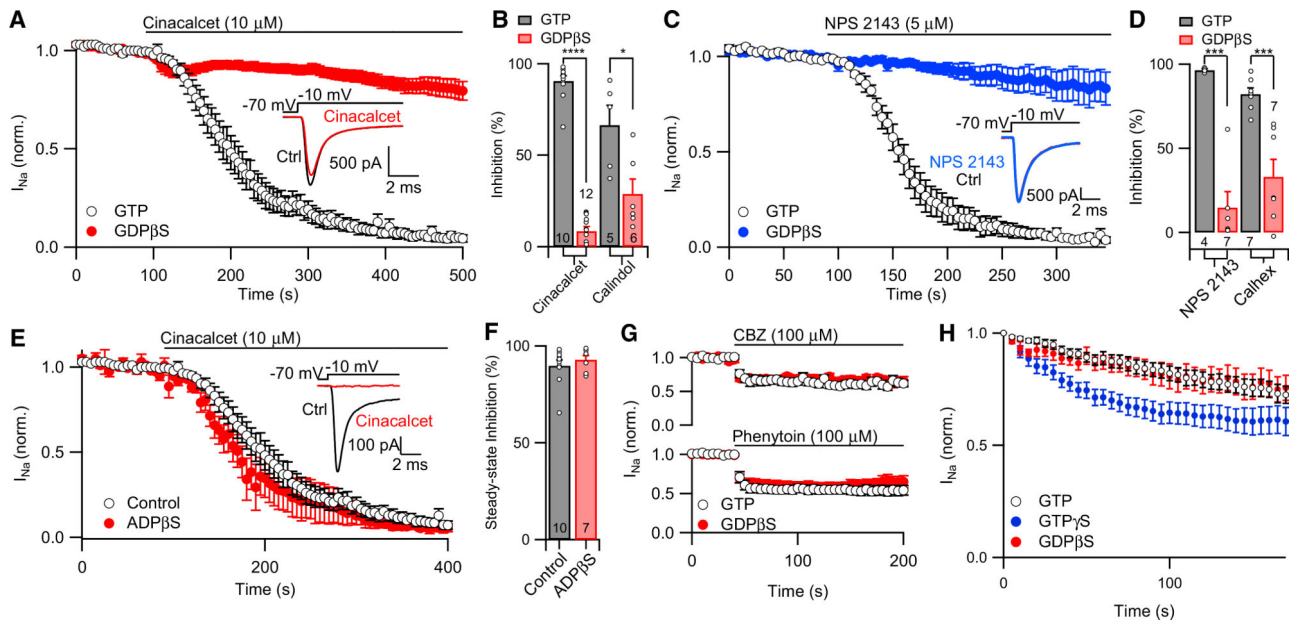 A
Cinacalcet (10 μM)
1.0
0.5
0.0
I_Na (norm.)
-70 mV
-10 mV
Cinacalcet
Ctrl
500 pA
2 ms
GTP
GDPβS
0
100
200
300
400
500
Time (s)
B
GTP
GDPβS
****
*
100
50
0
Inhibition (%)
12
10
5
6
Cinacalcet
Calindol
C
NPS 2143 (5 μM)
1.0
0.5
0.0
I_Na (norm.)
-70 mV
-10 mV
NPS 2143
Ctrl
500 pA
2 ms
GTP
GDPβS
0
100
200
300
Time (s)
D
GTP
GDPβS
***
***
100
50
0
Inhibition (%)
7
4
7
7
NPS 2143
Calhex
E
Cinacalcet (10 μM)
1.0
0.5
0.0
I_Na (norm.)
-70 mV
-10 mV
Ctrl
Cinacalcet
100 pA
2 ms
Control
ADPβS
0
200
400
Time (s)
F
100
50
0
Steady-state Inhibition (%)
10
7
Control
ADPβS
G
CBZ (100 μM)
1.0
0.5
0.0
Phenytoin (100 μM)
1.0
0.5
0.0
I_Na (norm.)
GTP
GDPβS
0
100
200
Time (s)
H
1.0
0.5
0.0
I_Na (norm.)
GTP
GTPγS
GDPβS
0
100
Time (s)